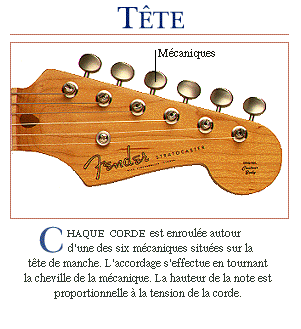 TÊTE
Mécaniques
Fender
STRATOCASTER
CHAQUE CORDE est enroulée autour
d'une des six mécaniques situées sur la
tête de manche. L'accordage s'effectue en tournant
la cheville de la mécanique. La hauteur de la note est
proportionnelle à la tension de la corde.